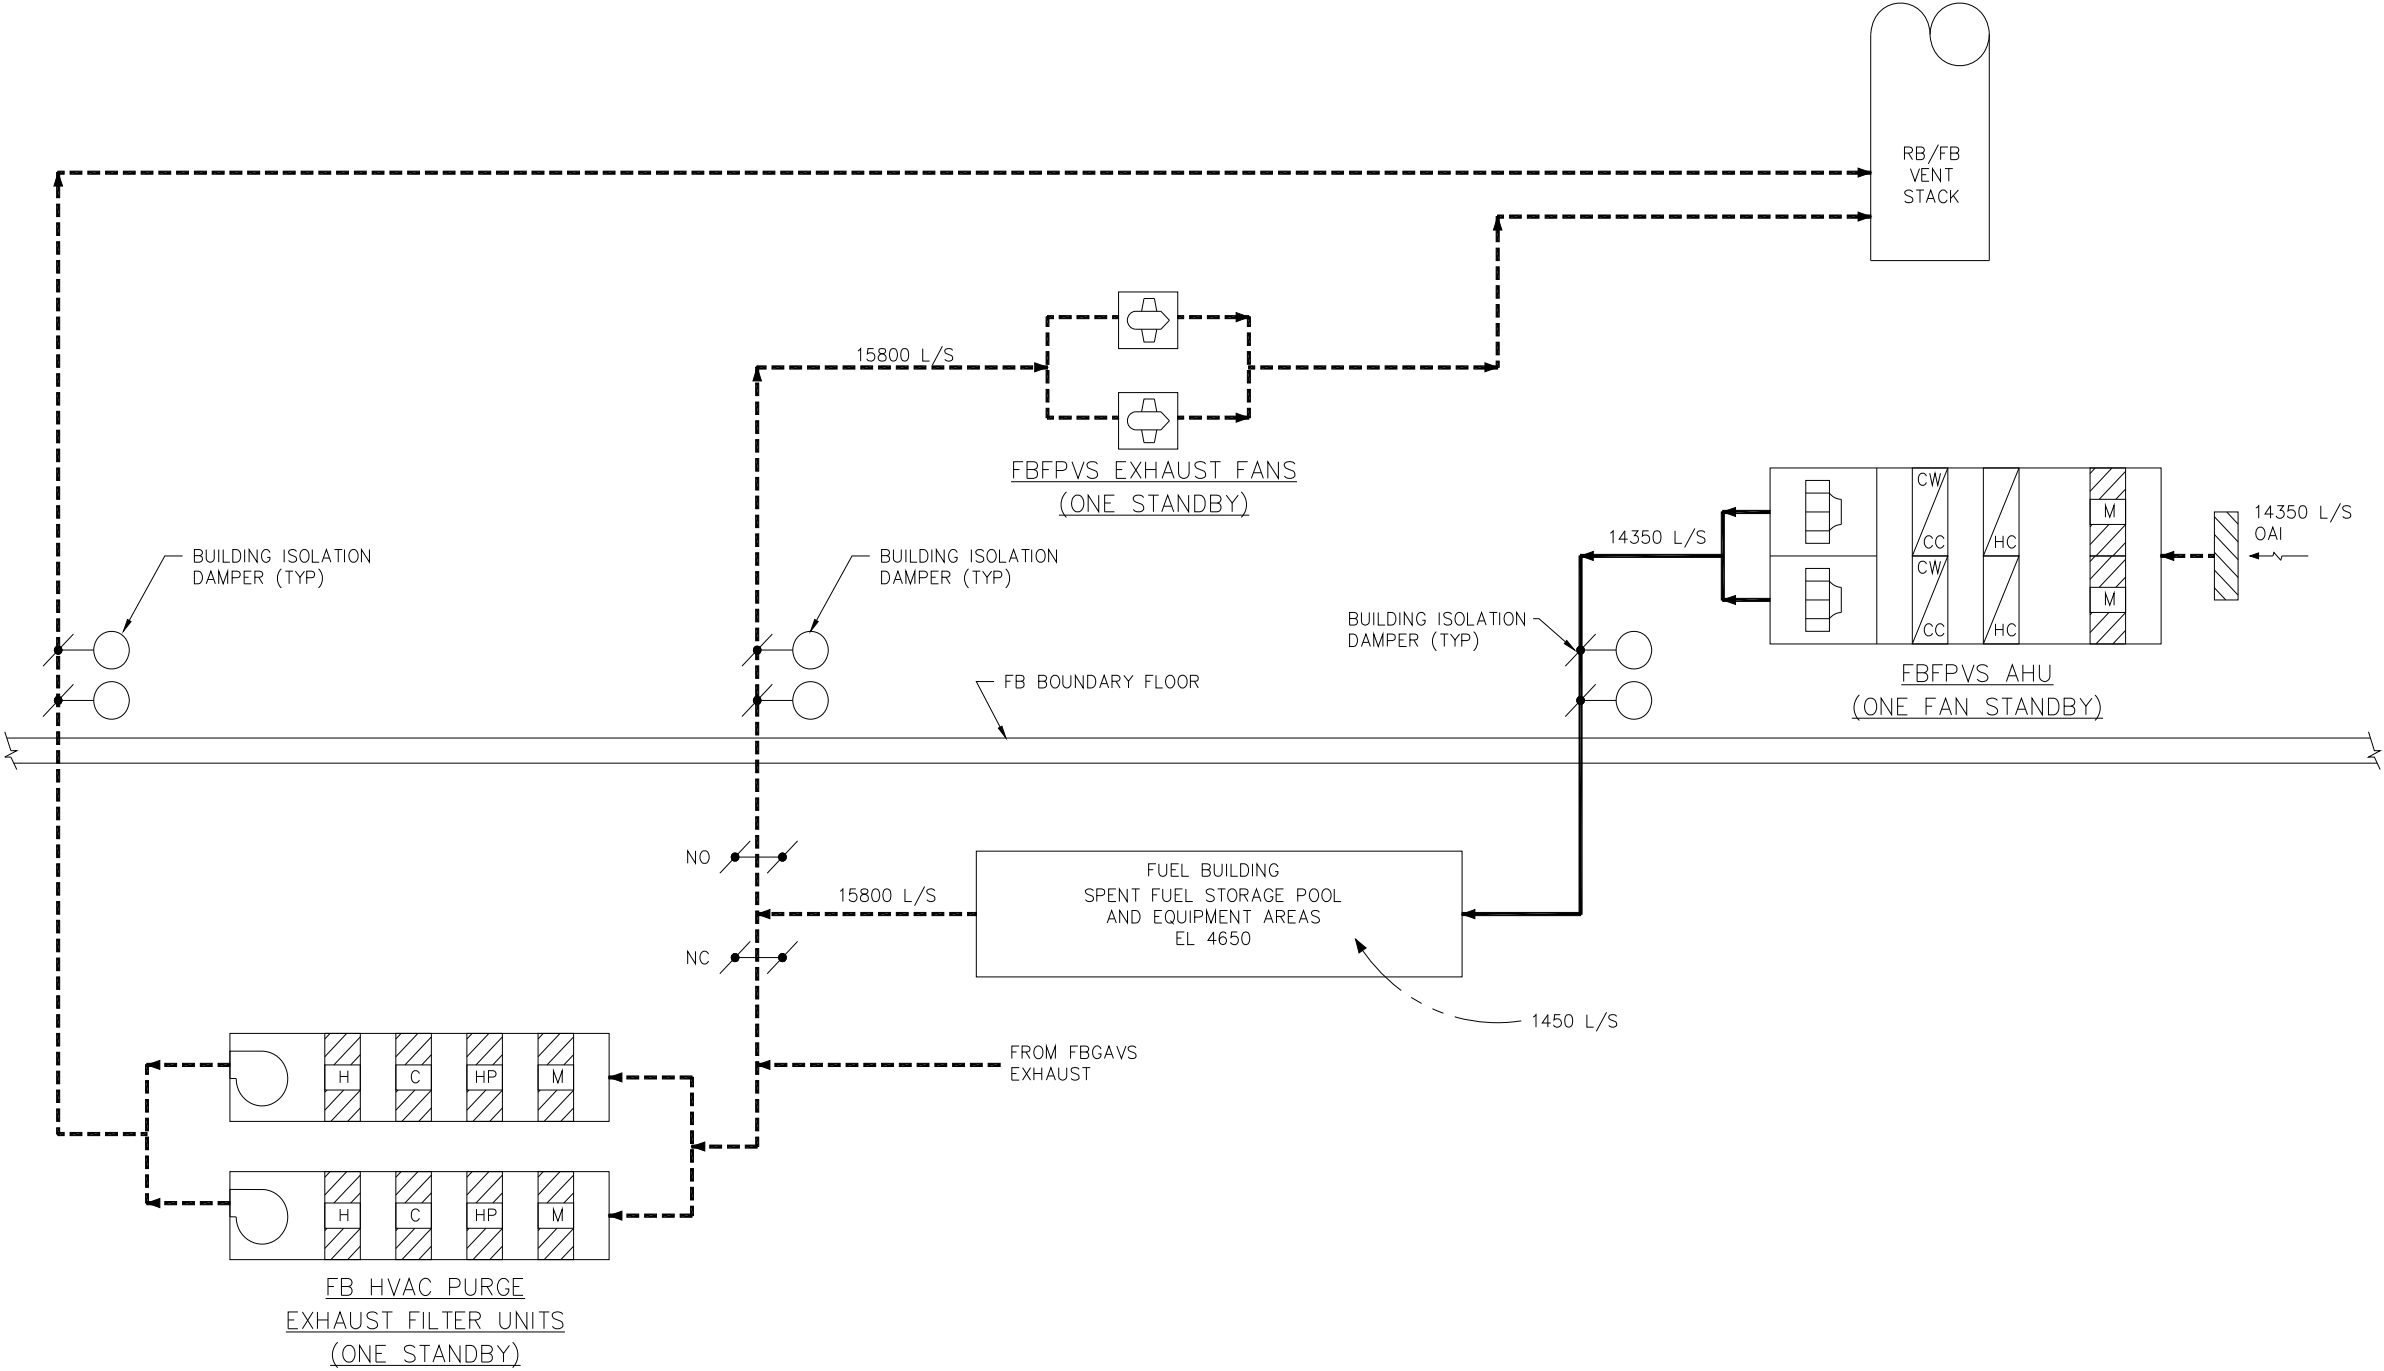 RB/FB
VENT
STACK
15800 L/S
FBFPVS EXHAUST FANS
(ONE STANDBY)
CW
CC
HC
M
CW
CC
HC
M
14350 L/S
OAI
14350 L/S
FBFPVS AHU
(ONE FAN STANDBY)
BUILDING ISOLATION
DAMPER (TYP)
BUILDING ISOLATION
DAMPER (TYP)
BUILDING ISOLATION
DAMPER (TYP)
FB BOUNDARY FLOOR
NO
15800 L/S
NC
FUEL BUILDING
SPENT FUEL STORAGE POOL
AND EQUIPMENT AREAS
EL 4650
1450 L/S
FROM FBGAVS
EXHAUST
H C HP M
H C HP M
FB HVAC PURGE
EXHAUST FILTER UNITS
(ONE STANDBY)